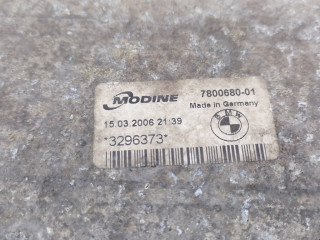 MODINE
7800680-01
Made in Germany
15.03.2006 21:39
BMW
*3296373*